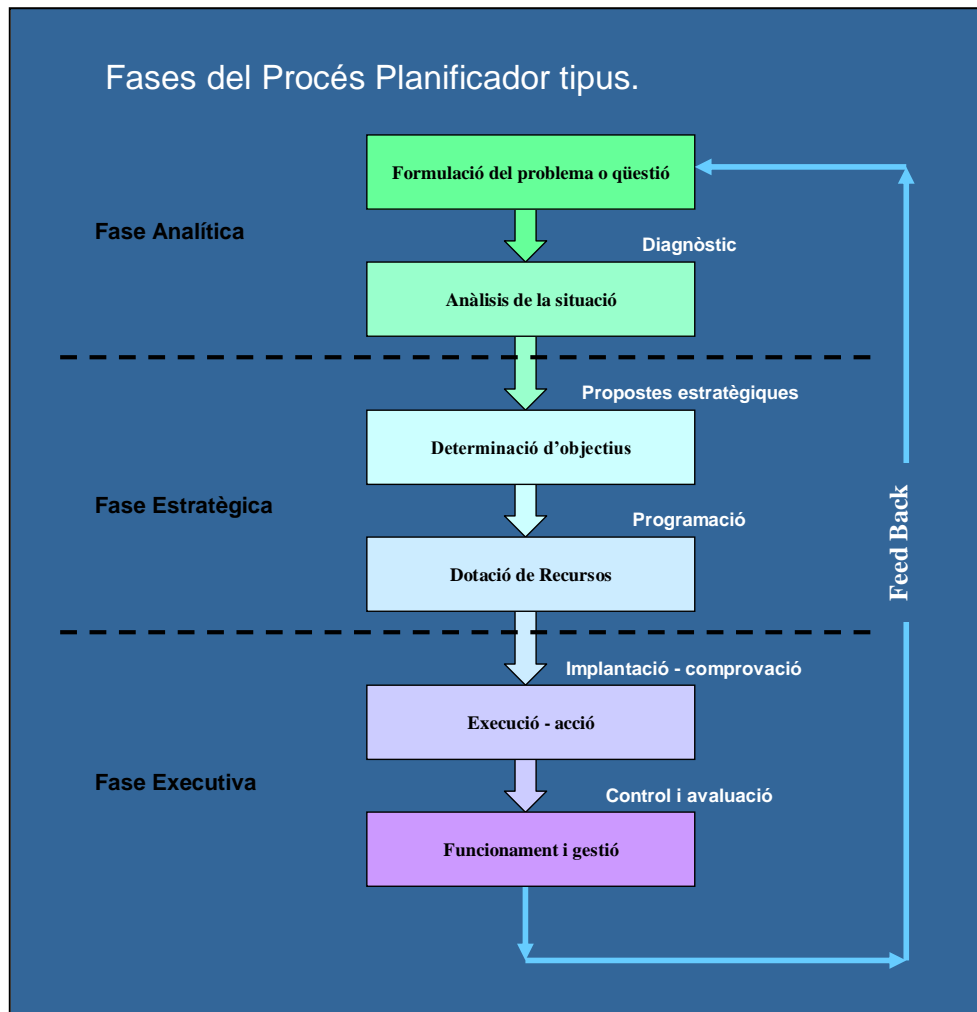 Fases del Procés Planificador tipus.
Formulació del problema o qüestió
Fase Analítica
Diagnòstic
Anàlisis de la situació
Propostes estratègiques
Determinació d’objectius
Fase Estratègica
Programació
Dotació de Recursos
Feed Back
Implantació - comprovació
Execució - acció
Fase Executiva
Control i avaluació
Funcionament i gestió